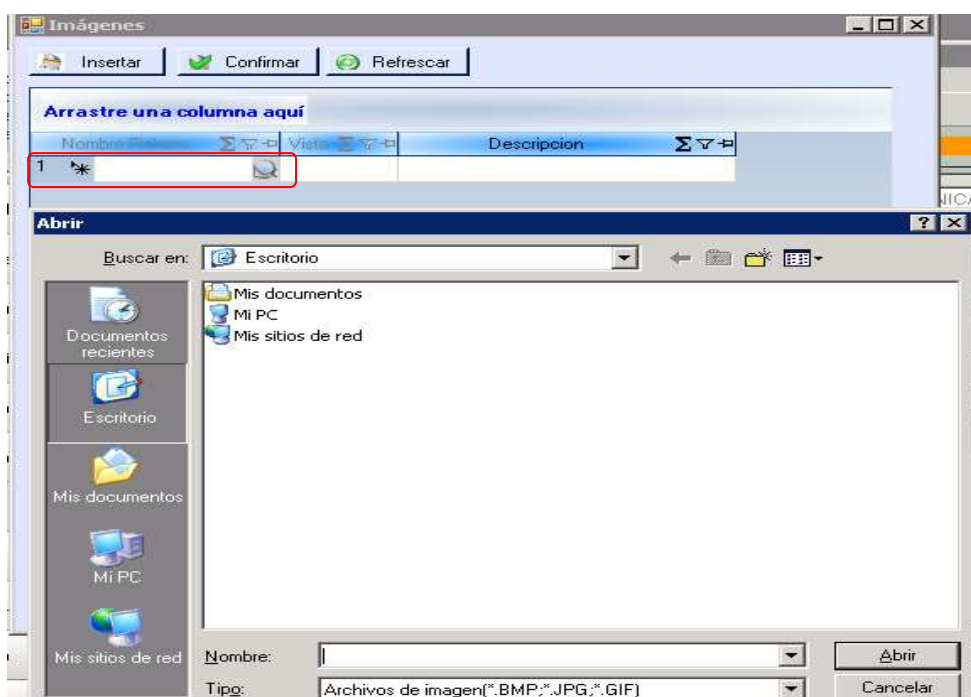 Imágenes
Insertar Confirmar Refrescar
Arrastre una columna aquí
Nombre Fichero Vista Descripcion
1
Abrir
Buscar en: Escritorio
Mis documentos
Mi PC
Mis sitios de red
Documentos
recientes
Escritorio
Mis documentos
Mi PC
Mis sitios de red
Nombre: Abrir
Tipo: Archivos de imagen(*.BMP;*.JPG;*.GIF) Cancelar